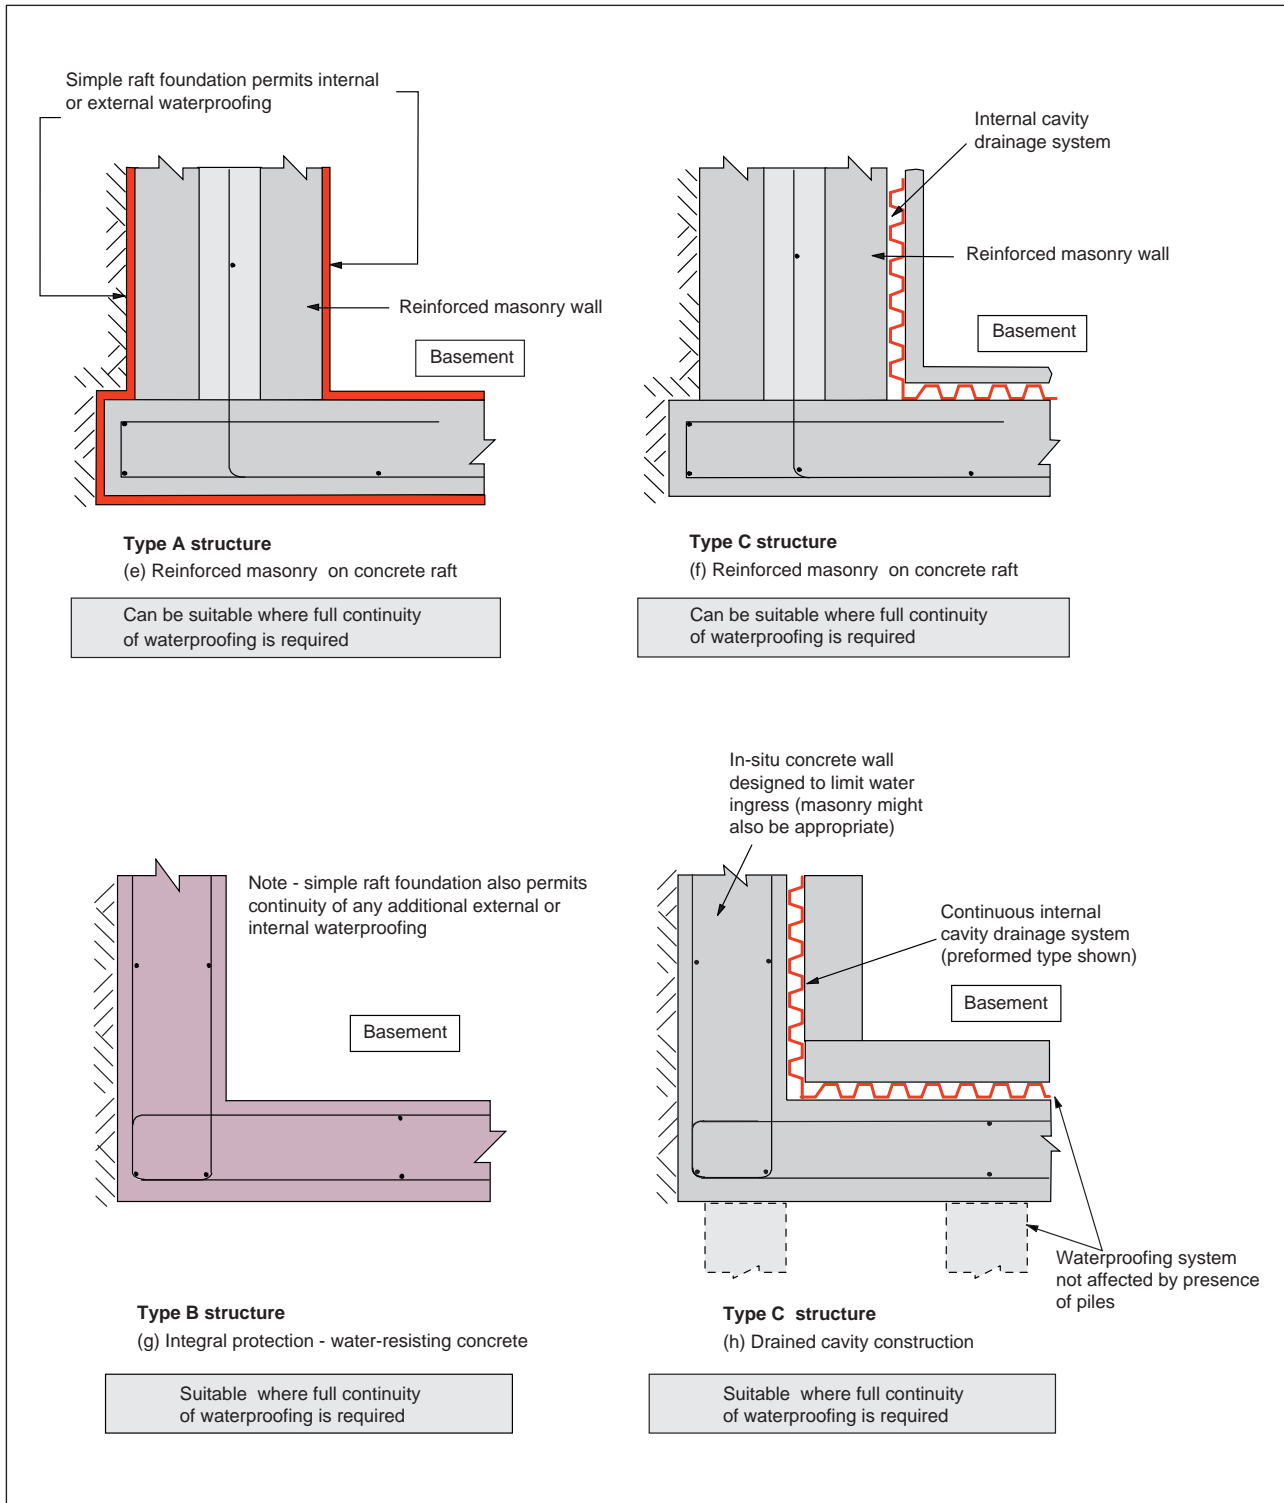 Simple raft foundation permits internal
or external waterproofing
Reinforced masonry wall
Basement
Type A structure
(e) Reinforced masonry on concrete raft
Can be suitable where full continuity
of waterproofing is required
Internal cavity
drainage system
Reinforced masonry wall
Basement
Type C structure
(f) Reinforced masonry on concrete raft
Can be suitable where full continuity
of waterproofing is required
Note - simple raft foundation also permits
continuity of any additional external or
internal waterproofing
Basement
Type B structure
(g) Integral protection - water-resisting concrete
Suitable where full continuity
of waterproofing is required
In-situ concrete wall
designed to limit water
ingress (masonry might
also be appropriate)
Continuous internal
cavity drainage system
(preformed type shown)
Basement
Waterproofing system
not affected by presence
of piles
Type C structure
(h) Drained cavity construction
Suitable where full continuity
of waterproofing is required